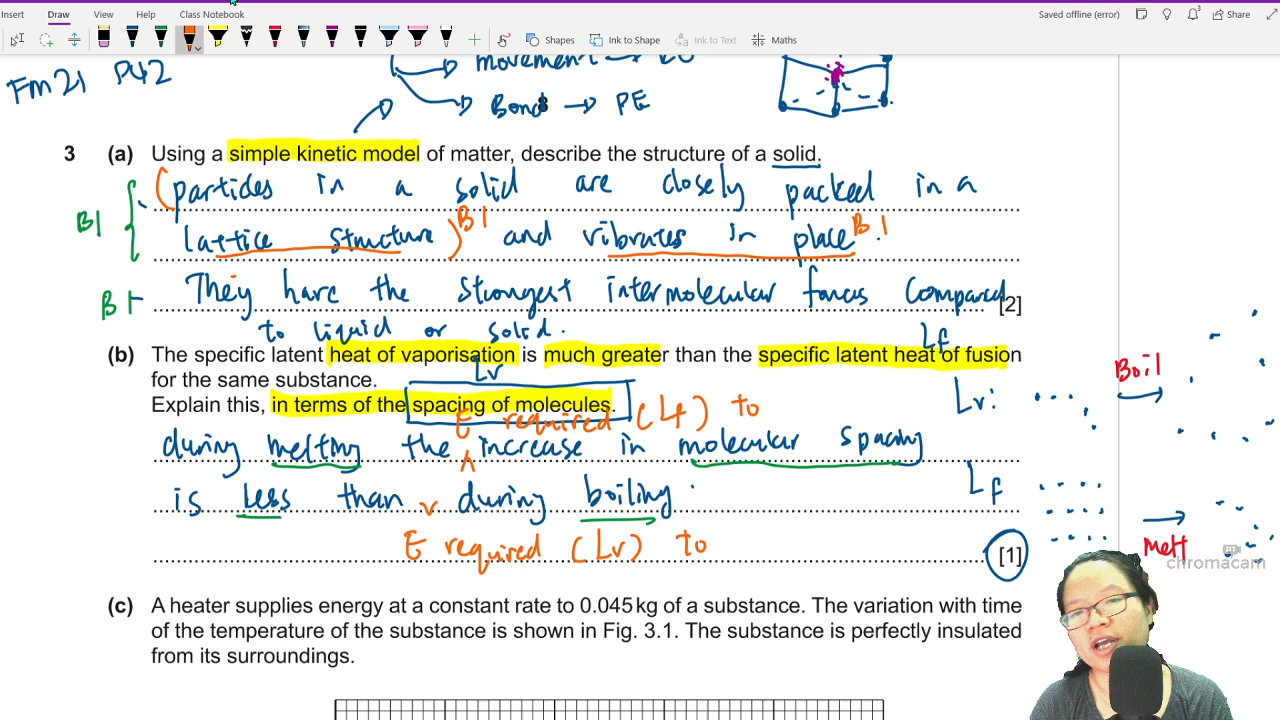 Insert Draw View Help Class Notebook Saved offline (error) Share
Shapes Ink to Shape Ink to Text Maths
Fm21 P42
movement →
Bond → PE
3 (a) Using a simple kinetic model of matter, describe the structure of a solid.
(particles in a solid are closely packed in a
B1 lattice structure) B1 and vibrates in place B1.
B1 They have the strongest intermolecular forces compared [2]
to liquid or solid.
Lf
(b) The specific latent heat of vaporisation is much greater than the specific latent heat of fusion
Lv
for the same substance.
Boil
Explain this, in terms of the spacing of molecules.
Lv:
E required (Lf) to
during melting the ^ increase in molecular spacing
is less than v during boiling.
Lf
E required (Lv) to
[1]
Melt
chromacam
(c) A heater supplies energy at a constant rate to 0.045 kg of a substance. The variation with time
of the temperature of the substance is shown in Fig. 3.1. The substance is perfectly insulated
from its surroundings.